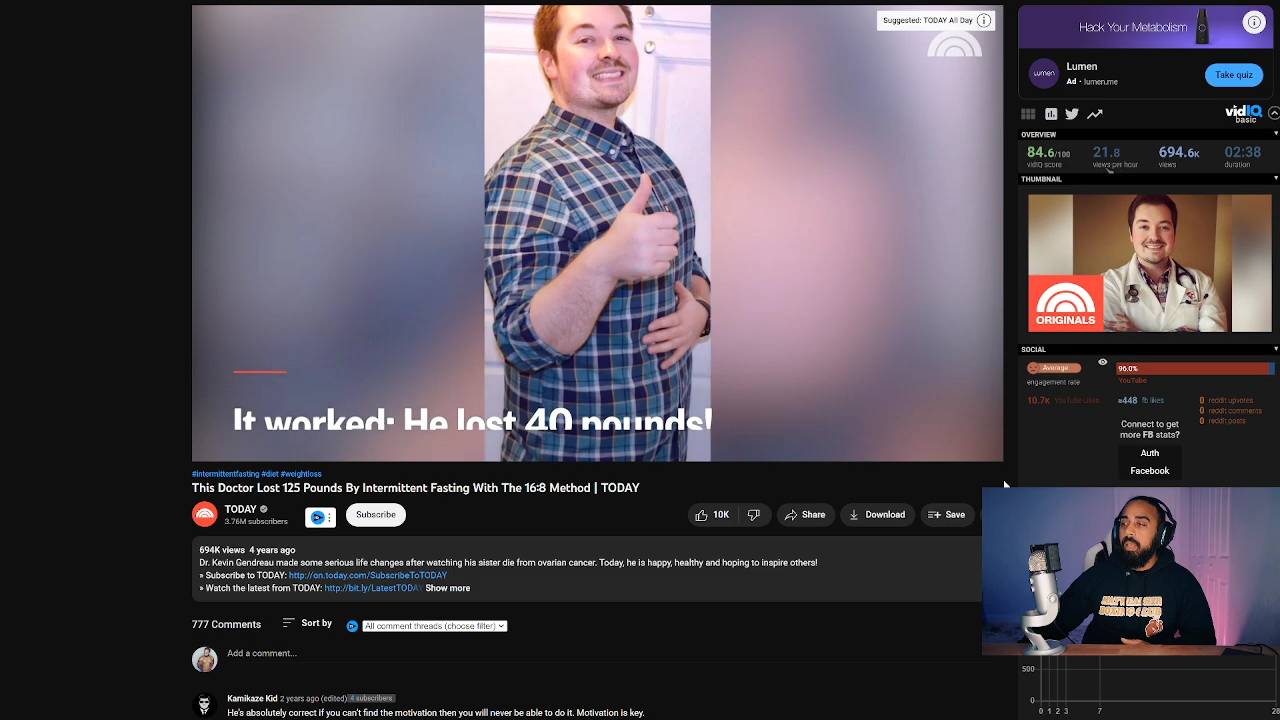 Suggested: TODAY All Day
It worked: He lost 40 pounds!
#intermittentfasting #diet #weightloss
This Doctor Lost 125 Pounds By Intermittent Fasting With The 16:8 Method | TODAY
TODAY
3.76M subscribers
Subscribe
10K
Share
Download
Save
694K views 4 years ago
Dr. Kevin Gendreau made some serious life changes after watching his sister die from ovarian cancer. Today, he is happy, healthy and hoping to inspire others!
» Subscribe to TODAY: http://on.today.com/SubscribeToTODAY
» Watch the latest from TODAY: http://bit.ly/LatestTODAY Show more
777 Comments
Sort by
All comment threads (choose filter)
Add a comment...
Kamikaze Kid 2 years ago (edited) 4 subscribers
He's absolutely correct if you can't find the motivation then you will never be able to do it. Motivation is key.
Hack Your Metabolism
LUMEN
Lumen
Ad • lumen.me
Take quiz
vidIQ
basic
OVERVIEW
84.6/100 21.8 694.6K 02:38
vidIQ score views per hour views duration
THUMBNAIL
ORIGINALS
SOCIAL
Average
engagement rate
96.0%
YouTube
10.7K YouTube Likes
≈448 fb likes
0 reddit upvotes
0 reddit comments
0 reddit posts
Connect to get
more FB stats?
Auth
Facebook
500
0
0 1 2 3 7 28